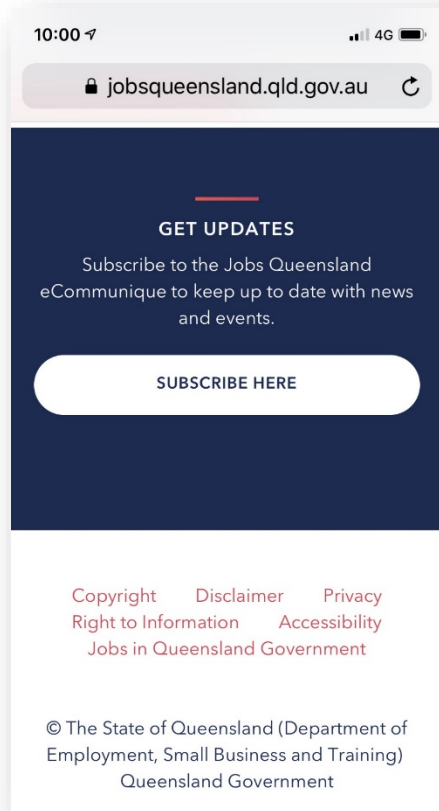 10:00
4G
jobsqueensland.qld.gov.au
GET UPDATES
Subscribe to the Jobs Queensland
eCommunique to keep up to date with news
and events.
SUBSCRIBE HERE
Copyright Disclaimer Privacy
Right to Information Accessibility
Jobs in Queensland Government
© The State of Queensland (Department of
Employment, Small Business and Training)
Queensland Government